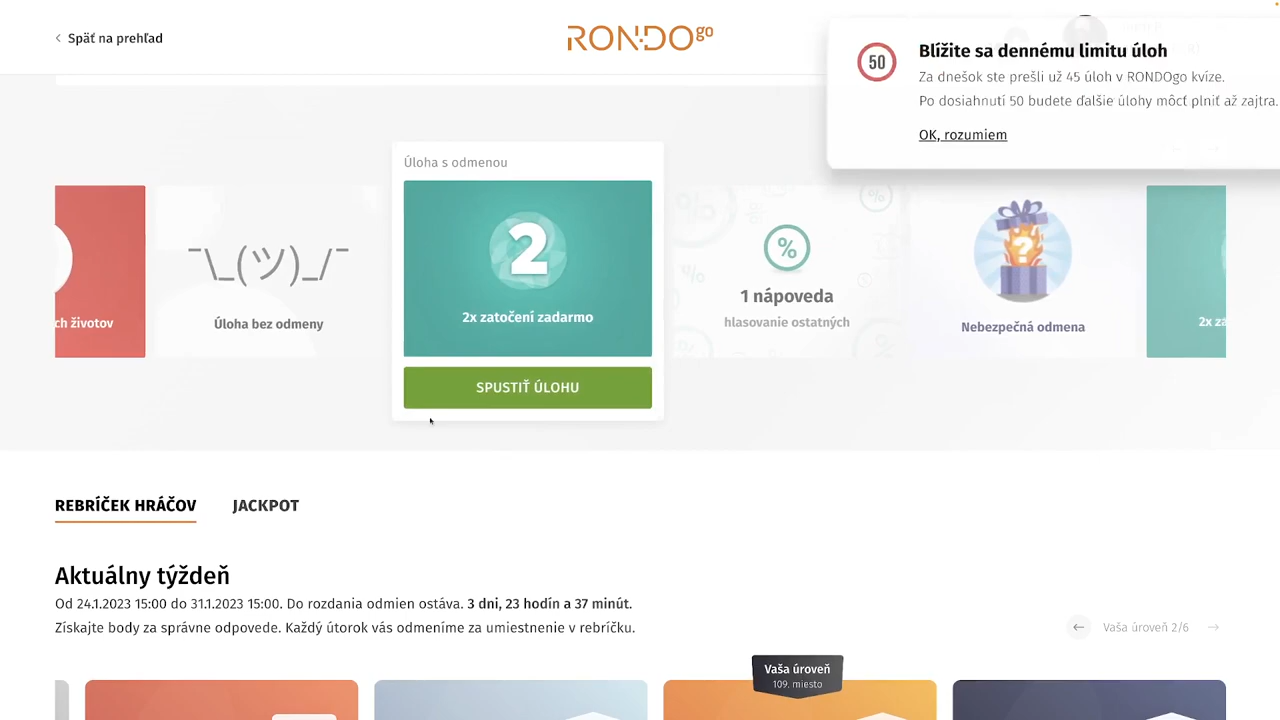 Späť na prehľad
RONDOgo
50
Blížite sa dennému limitu úloh
Za dnešok ste prešli už 45 úloh v RONDOgo kvíze.
Po dosiahnutí 50 budete ďalšie úlohy môcť plniť až zajtra.
OK, rozumiem
Úloha s odmenou
ch životov
¯\_(ツ)_/¯
Úloha bez odmeny
2
2x zatočení zadarmo
SPUSTIŤ ÚLOHU
%
1 nápoveda
hlasovanie ostatných
?
Nebezpečná odmena
2x za
REBRÍČEK HRÁČOV
JACKPOT
Aktuálny týždeň
Od 24.1.2023 15:00 do 31.1.2023 15:00. Do rozdania odmien ostáva. 3 dni, 23 hodín a 37 minút.
Získajte body za správne odpovede. Každý útorok vás odmeníme za umiestnenie v rebríčku.
← Vaša úroveň 2/6 →
Vaša úroveň
109. miesto